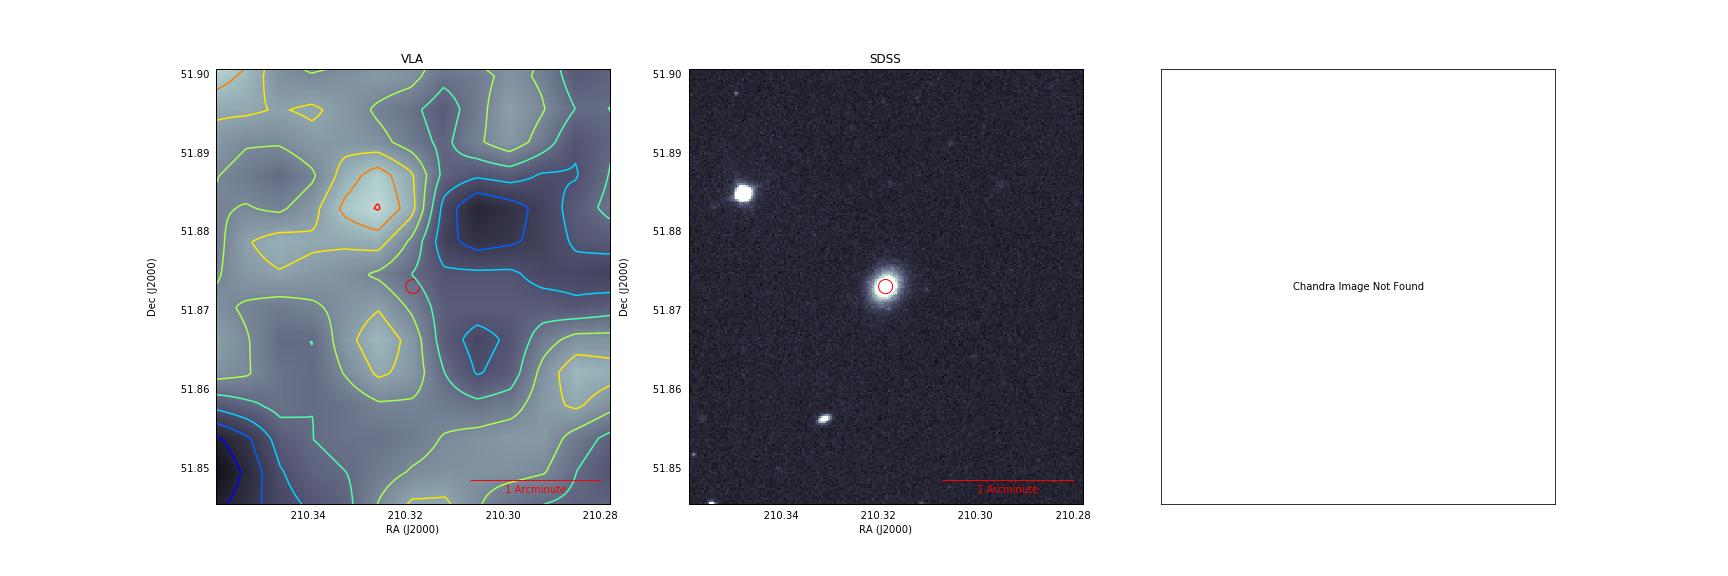 VLA
51.90
51.89
51.88
51.87
51.86
51.85
Dec (J2000)
210.34
210.32
210.30
210.28
RA (J2000)
1 Arcminute
SDSS
51.90
51.89
51.88
51.87
51.86
51.85
Dec (J2000)
210.34
210.32
210.30
210.28
RA (J2000)
1 Arcminute
Chandra Image Not Found